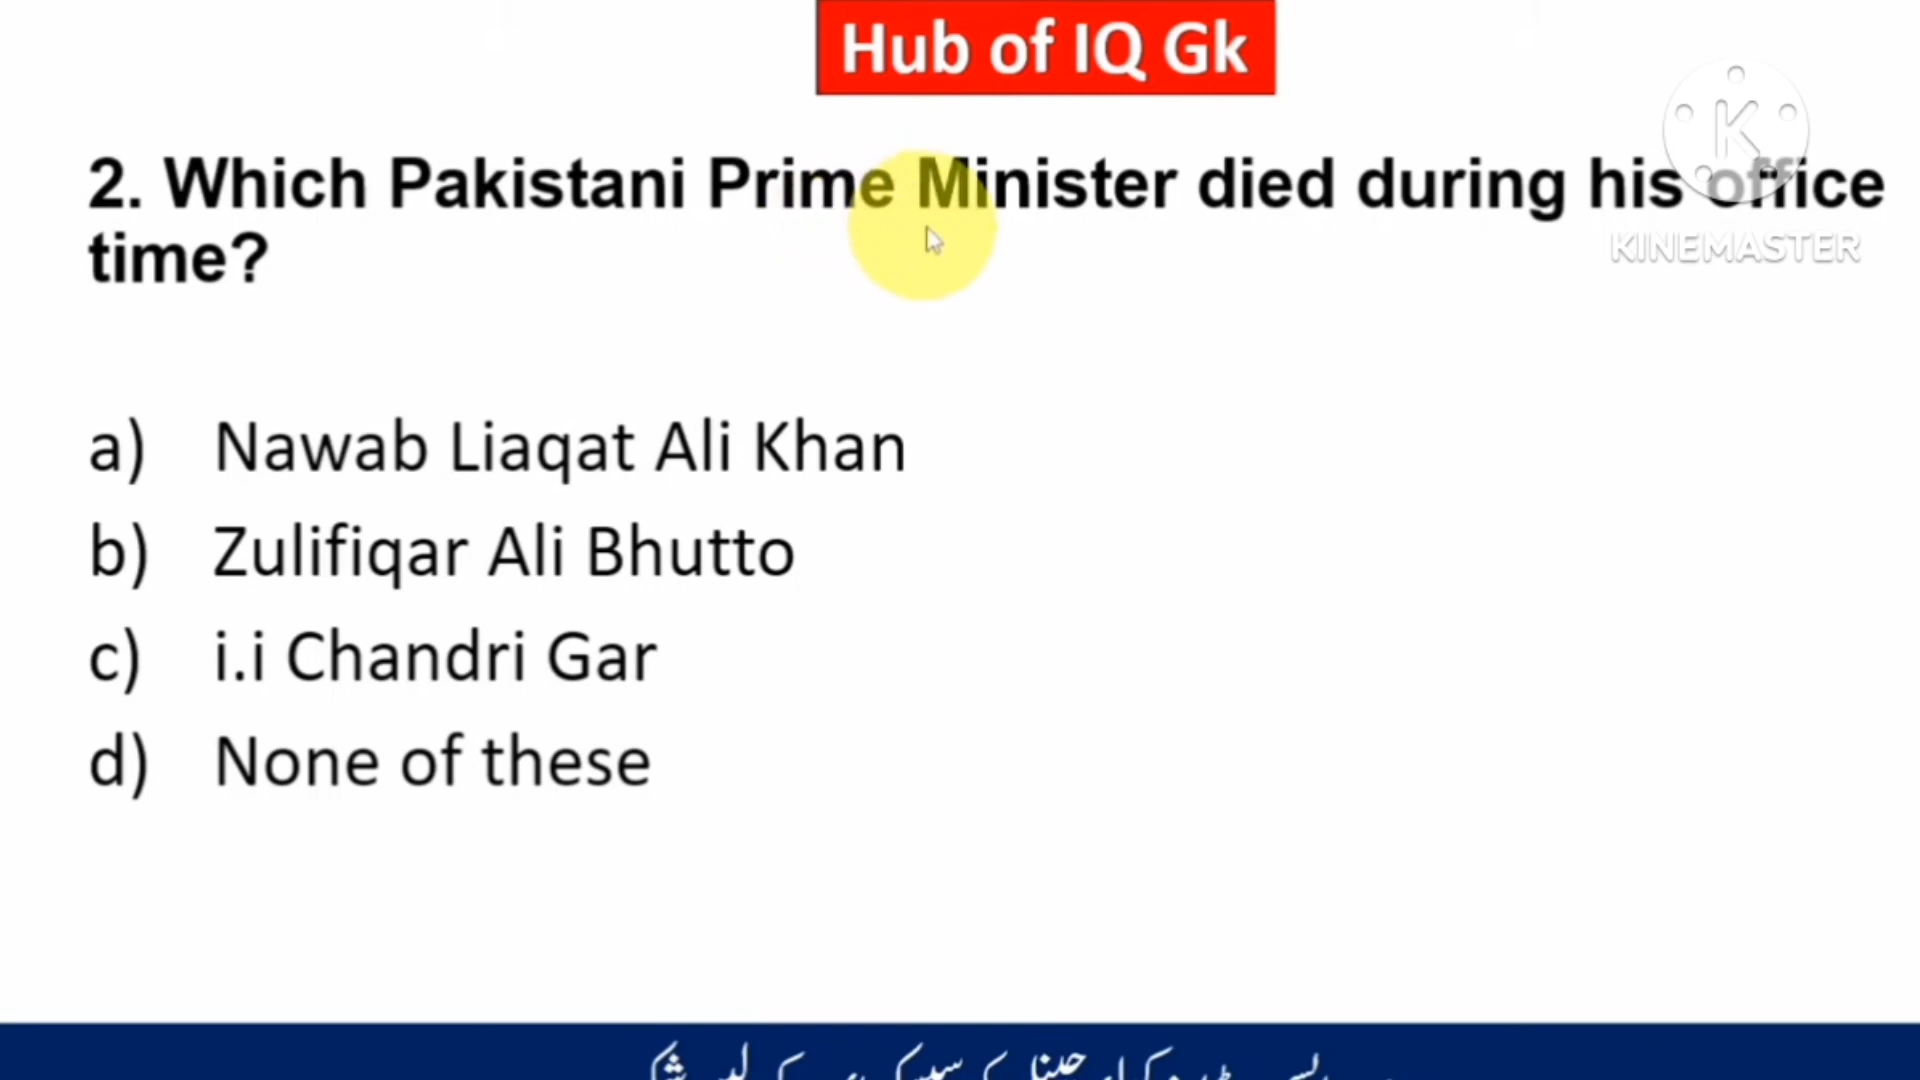 Hub of IQ Gk
2. Which Pakistani Prime Minister died during his office
time?
KINEMASTER
a) Nawab Liaqat Ali Khan
b) Zulifiqar Ali Bhutto
c) i.i Chandri Gar
d) None of these